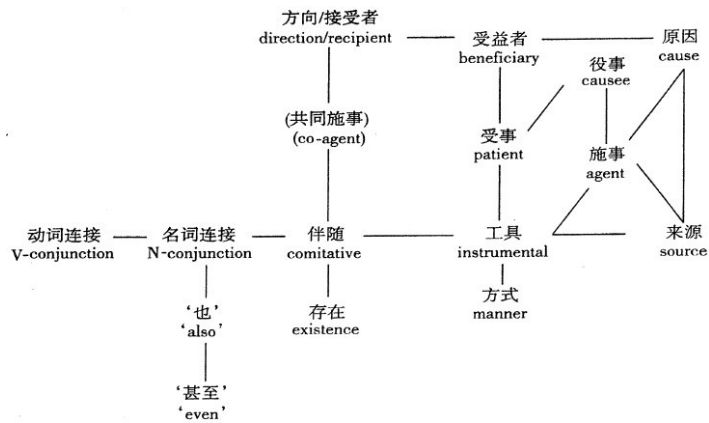 方向/接受者
direction/recipient
受益者
beneficiary
原因
cause
役事
causee
(共同施事)
(co-agent)
受事
patient
施事
agent
动词连接
V-conjunction
名词连接
N-conjunction
伴随
comitative
工具
instrumental
来源
source
‘也’
‘also’
存在
existence
方式
manner
‘甚至’
‘even’